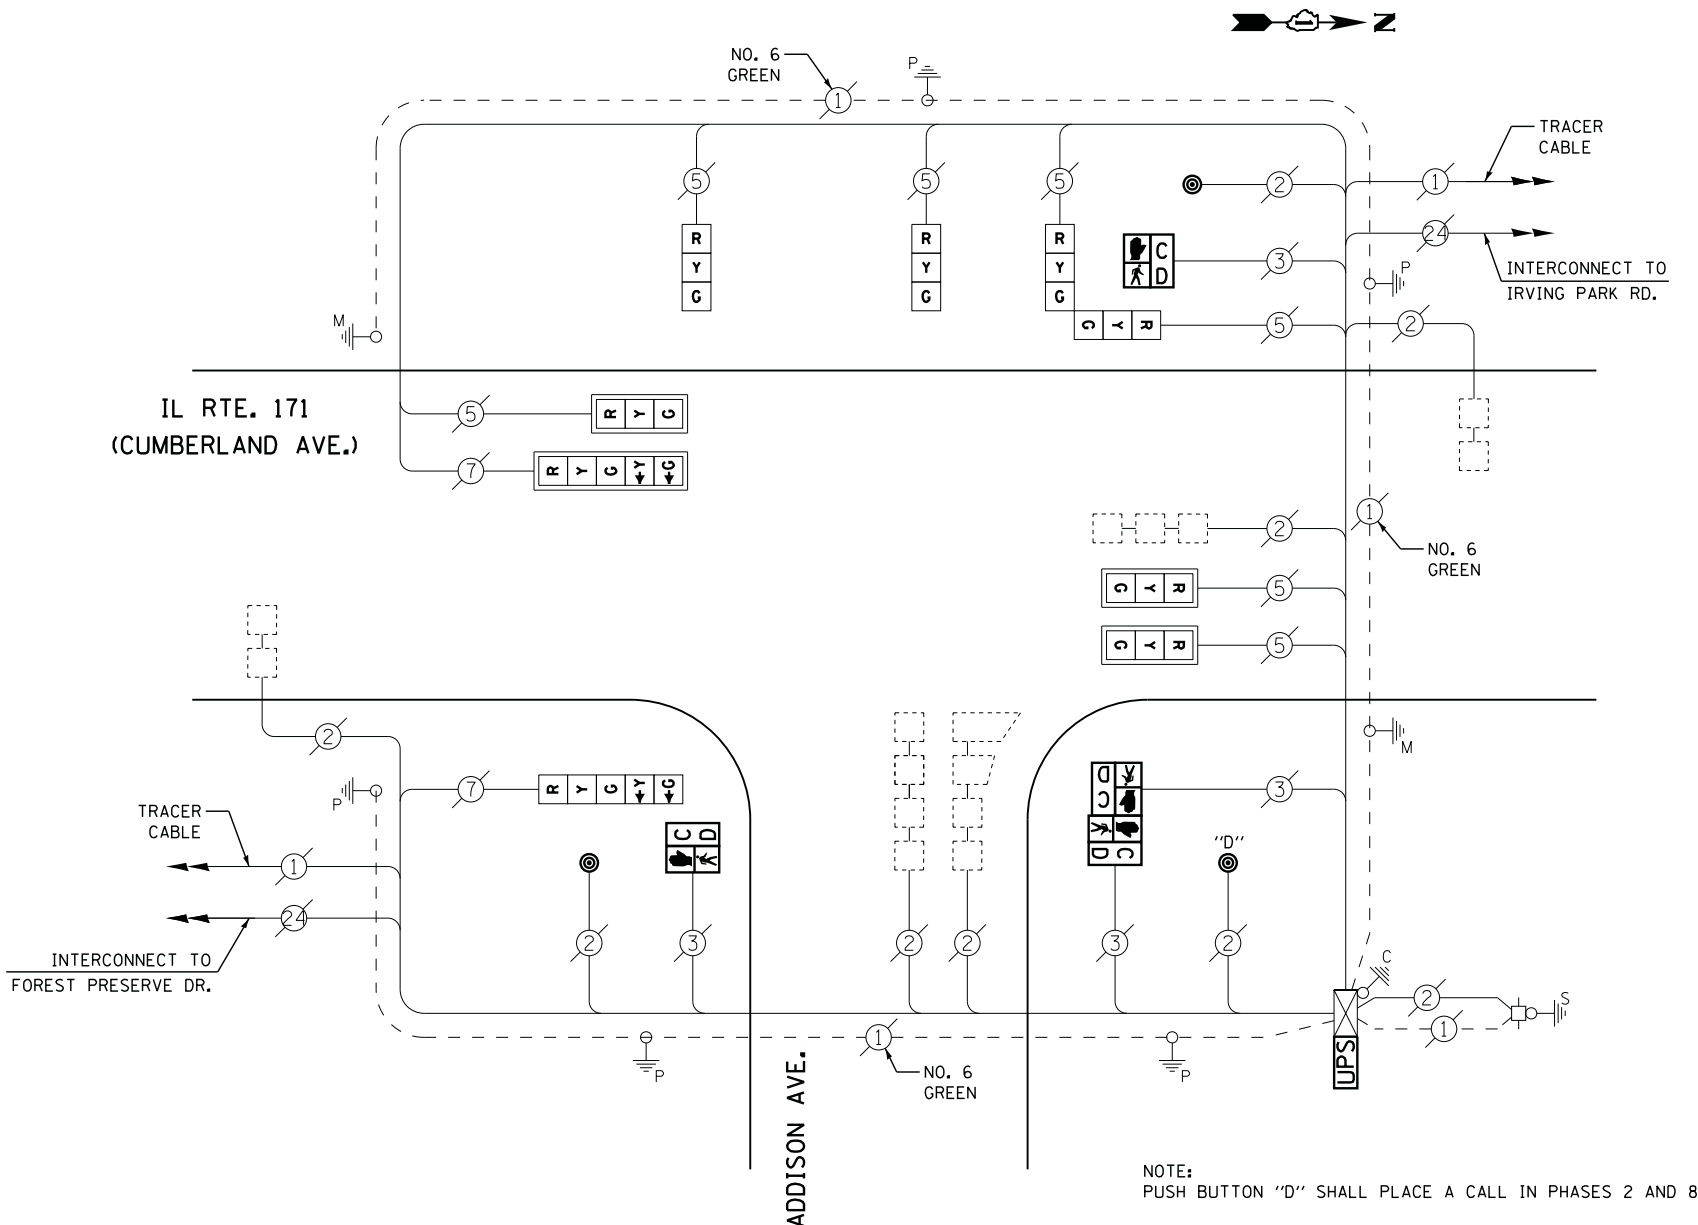 1 N
NO. 6
GREEN
1
P
TRACER
CABLE
5
5
5
2
1
R
Y
G
R
Y
G
R
Y
G
C
D
3
24
P
INTERCONNECT TO
IRVING PARK RD.
M
G Y R
5
2
IL RTE. 171
(CUMBERLAND AVE.)
5
R Y G
7
R Y G Y G
2
1
NO. 6
GREEN
G Y R
5
G Y R
5
2
M
P
7
R Y G Y G
D
C
3
TRACER
CABLE
1
C D
D C
"D"
24
INTERCONNECT TO
FOREST PRESERVE DR.
2
3
2
2
3
2
C
2
S
1
UPS
P
1
NO. 6
GREEN
P
ADDISON AVE.
NOTE:
PUSH BUTTON "D" SHALL PLACE A CALL IN PHASES 2 AND 8